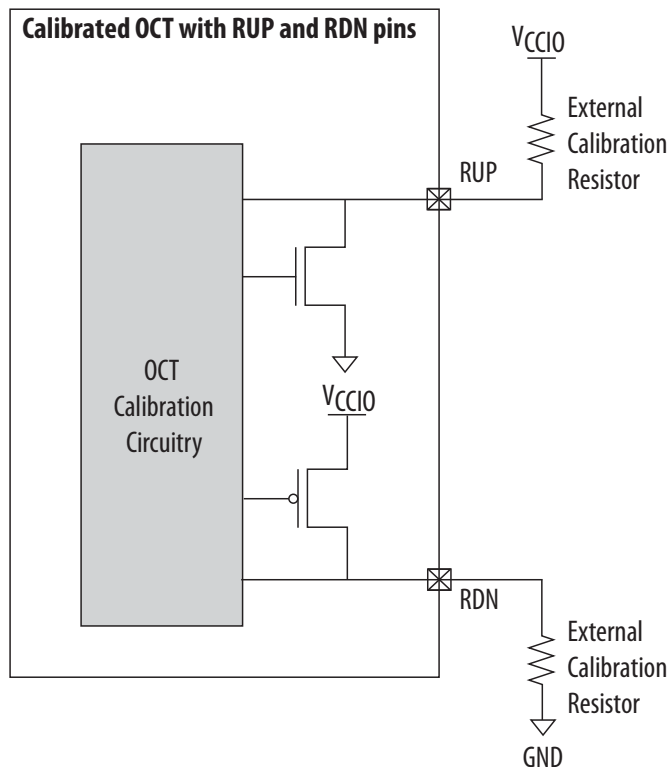 Calibrated OCT with RUP and RDN pins
VCCIO
External
Calibration
Resistor
RUP
OCT
Calibration
Circuitry
VCCIO
RDN
External
Calibration
Resistor
GND